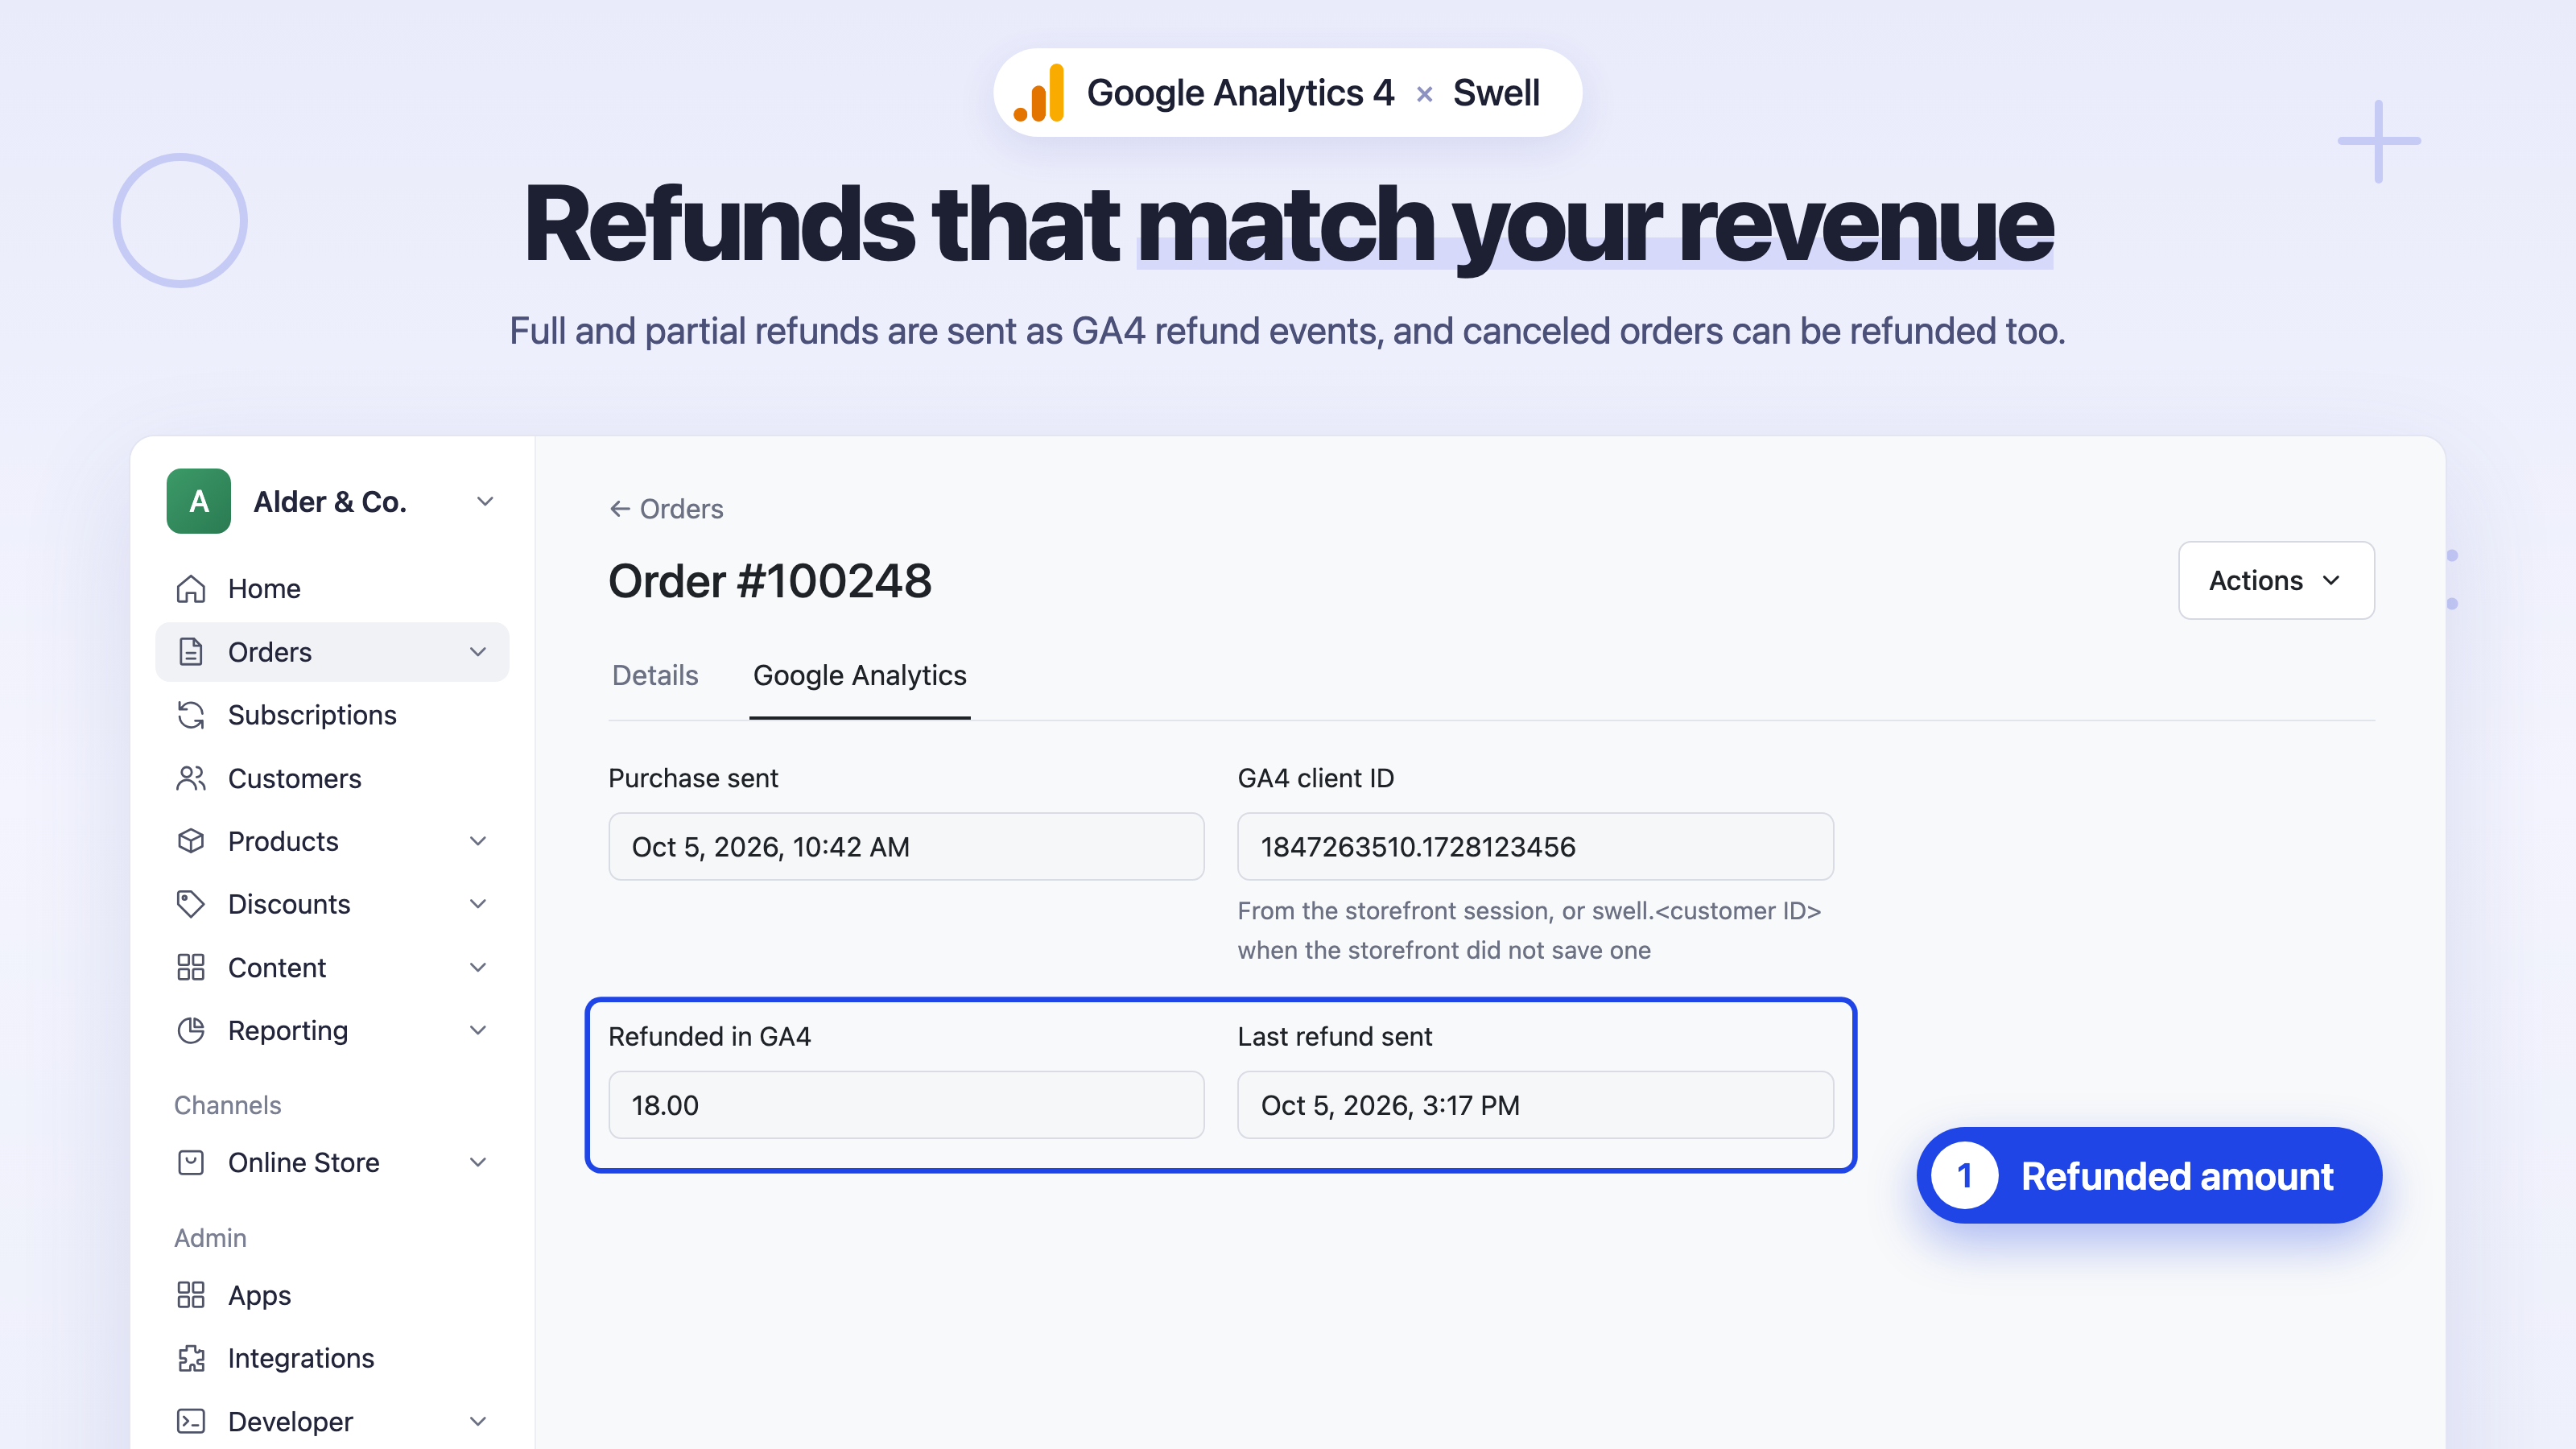 Google Analytics 4 × Swell
Refunds that match your revenue
Full and partial refunds are sent as GA4 refund events, and canceled orders can be refunded too.
A
Alder & Co.
Home
Orders
Subscriptions
Customers
Products
Discounts
Content
Reporting
Channels
Online Store
Admin
Apps
Integrations
Developer
← Orders
Order #100248
Actions
Details
Google Analytics
Purchase sent
Oct 5, 2026, 10:42 AM
GA4 client ID
1847263510.1728123456
From the storefront session, or swell.<customer ID>
when the storefront did not save one
Refunded in GA4
18.00
Last refund sent
Oct 5, 2026, 3:17 PM
1 Refunded amount